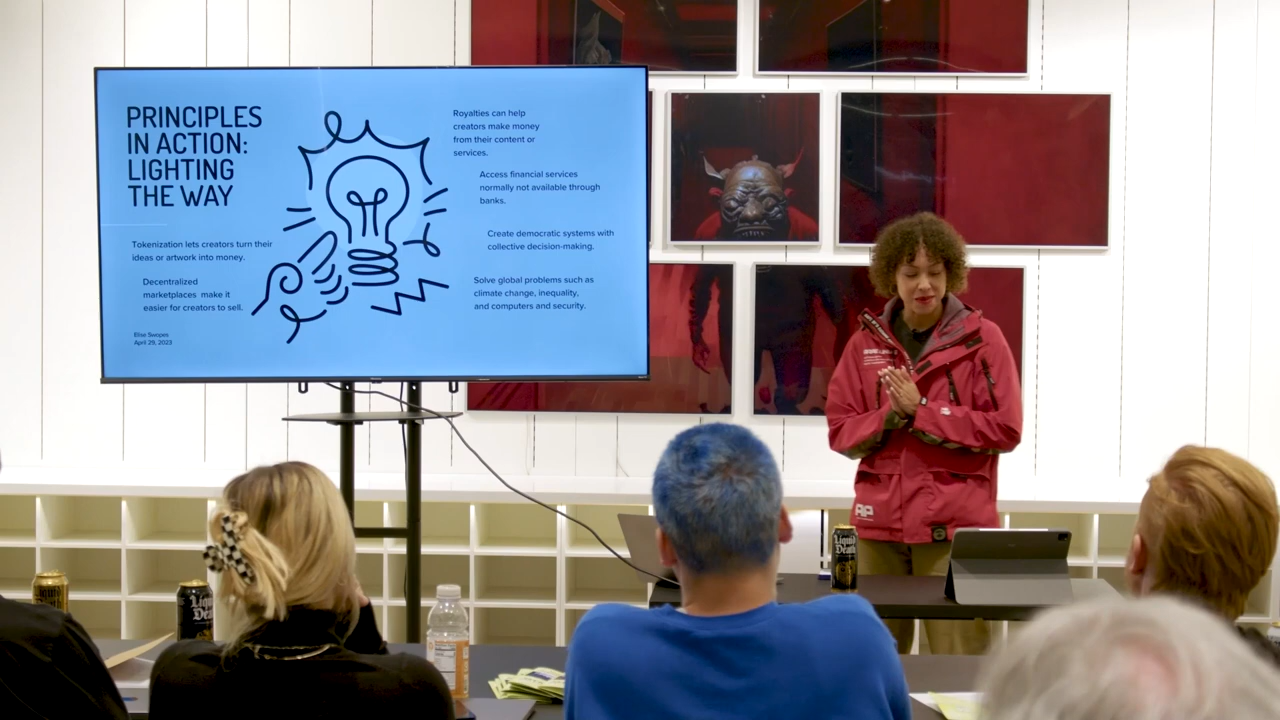 PRINCIPLES
IN ACTION:
LIGHTING
THE WAY
Tokenization lets creators turn their
ideas or artwork into money.
Decentralized
marketplaces make it
easier for creators to sell.
Elise Swopes
April 29, 2023
Royalties can help
creators make money
from their content or
services.
Access financial services
normally not available through
banks.
Create democratic systems with
collective decision-making.
Solve global problems such as
climate change, inequality,
and computers and security.
Liquid
Death
Liquid
Death